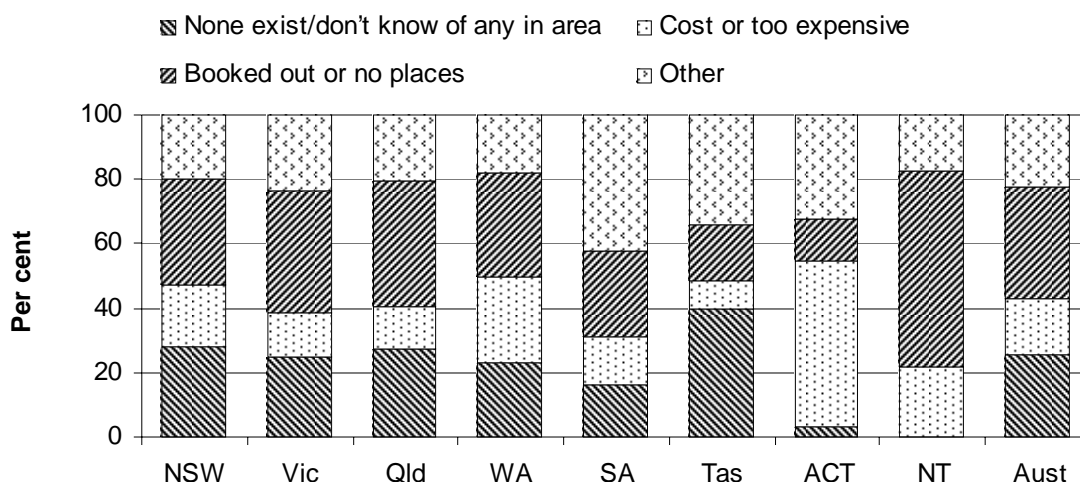 None exist/don't know of any in area Cost or too expensive
Booked out or no places Other
100
80
60
40
20
0
Per cent
NSW Vic Qld WA SA Tas ACT NT Aust